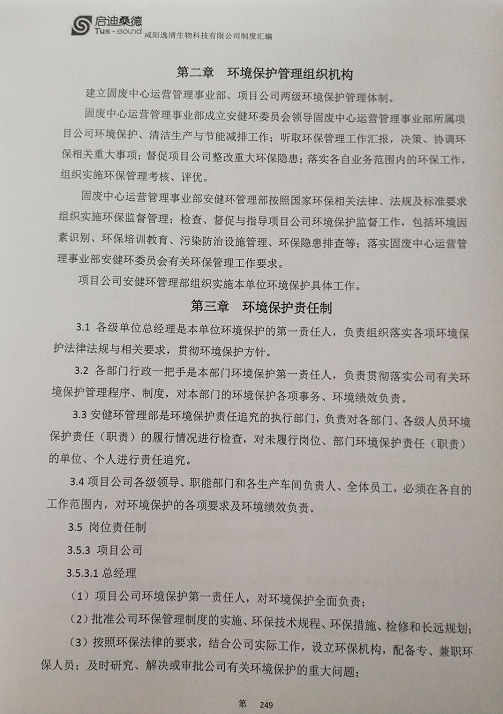 启迪桑德
Tus - sound 咸阳逸清生物科技有限公司制度汇编
第二章 环境保护管理组织机构
建立固废中心运营管理事业部、项目公司两级环境保护管理体制。
固废中心运营管理事业部成立安健环委员会领导固废中心运营管理事业部所属项
目公司环境保护、清洁生产与节能减排工作；听取环保管理工作汇报，决策、协调环
保相关重大事项；督促项目公司整改重大环保隐患；落实各自业务范围内的环保工作，
组织实施环保管理考核、评优。
固废中心运营管理事业部安健环管理部按照国家环保相关法律、法规及标准要求
组织实施环保监督管理；检查、督促与指导项目公司环境保护监督工作，包括环境因
素识别、环保培训教育、污染防治设施管理、环保隐患排查等；落实固废中心运营管
理事业部安健环委员会有关环保管理工作要求。
项目公司安健环管理部组织实施本单位环境保护具体工作。
第三章 环境保护责任制
3.1 各级单位总经理是本单位环境保护的第一责任人，负责组织落实各项环境保
护法律法规与相关要求，贯彻环境保护方针。
3.2 各部门行政一把手是本部门环境保护第一责任人，负责贯彻落实公司有关环
境保护管理程序、制度，对本部门的环境保护各项事务、环境绩效负责。
3.3 安健环管理部是环境保护责任追究的执行部门，负责对各部门、各级人员环境
保护责任（职责）的履行情况进行检查，对未履行岗位、部门环境保护责任（职责）
的单位、个人进行责任追究。
3.4 项目公司各级领导、职能部门和各生产车间负责人、全体员工，必须在各自的
工作范围内，对环境保护的各项要求及环境绩效负责。
3.5 岗位责任制
3.5.3 项目公司
3.5.3.1 总经理
（1）项目公司环境保护第一责任人，对环境保护全面负责；
（2）批准公司环保管理制度的实施、环保技术规程、环保措施、检修和长远规划；
（3）按照环保法律的要求，结合公司实际工作，设立环保机构，配备专、兼职环
保人员；及时研究、解决或审批公司有关环境保护的重大问题；
第 249